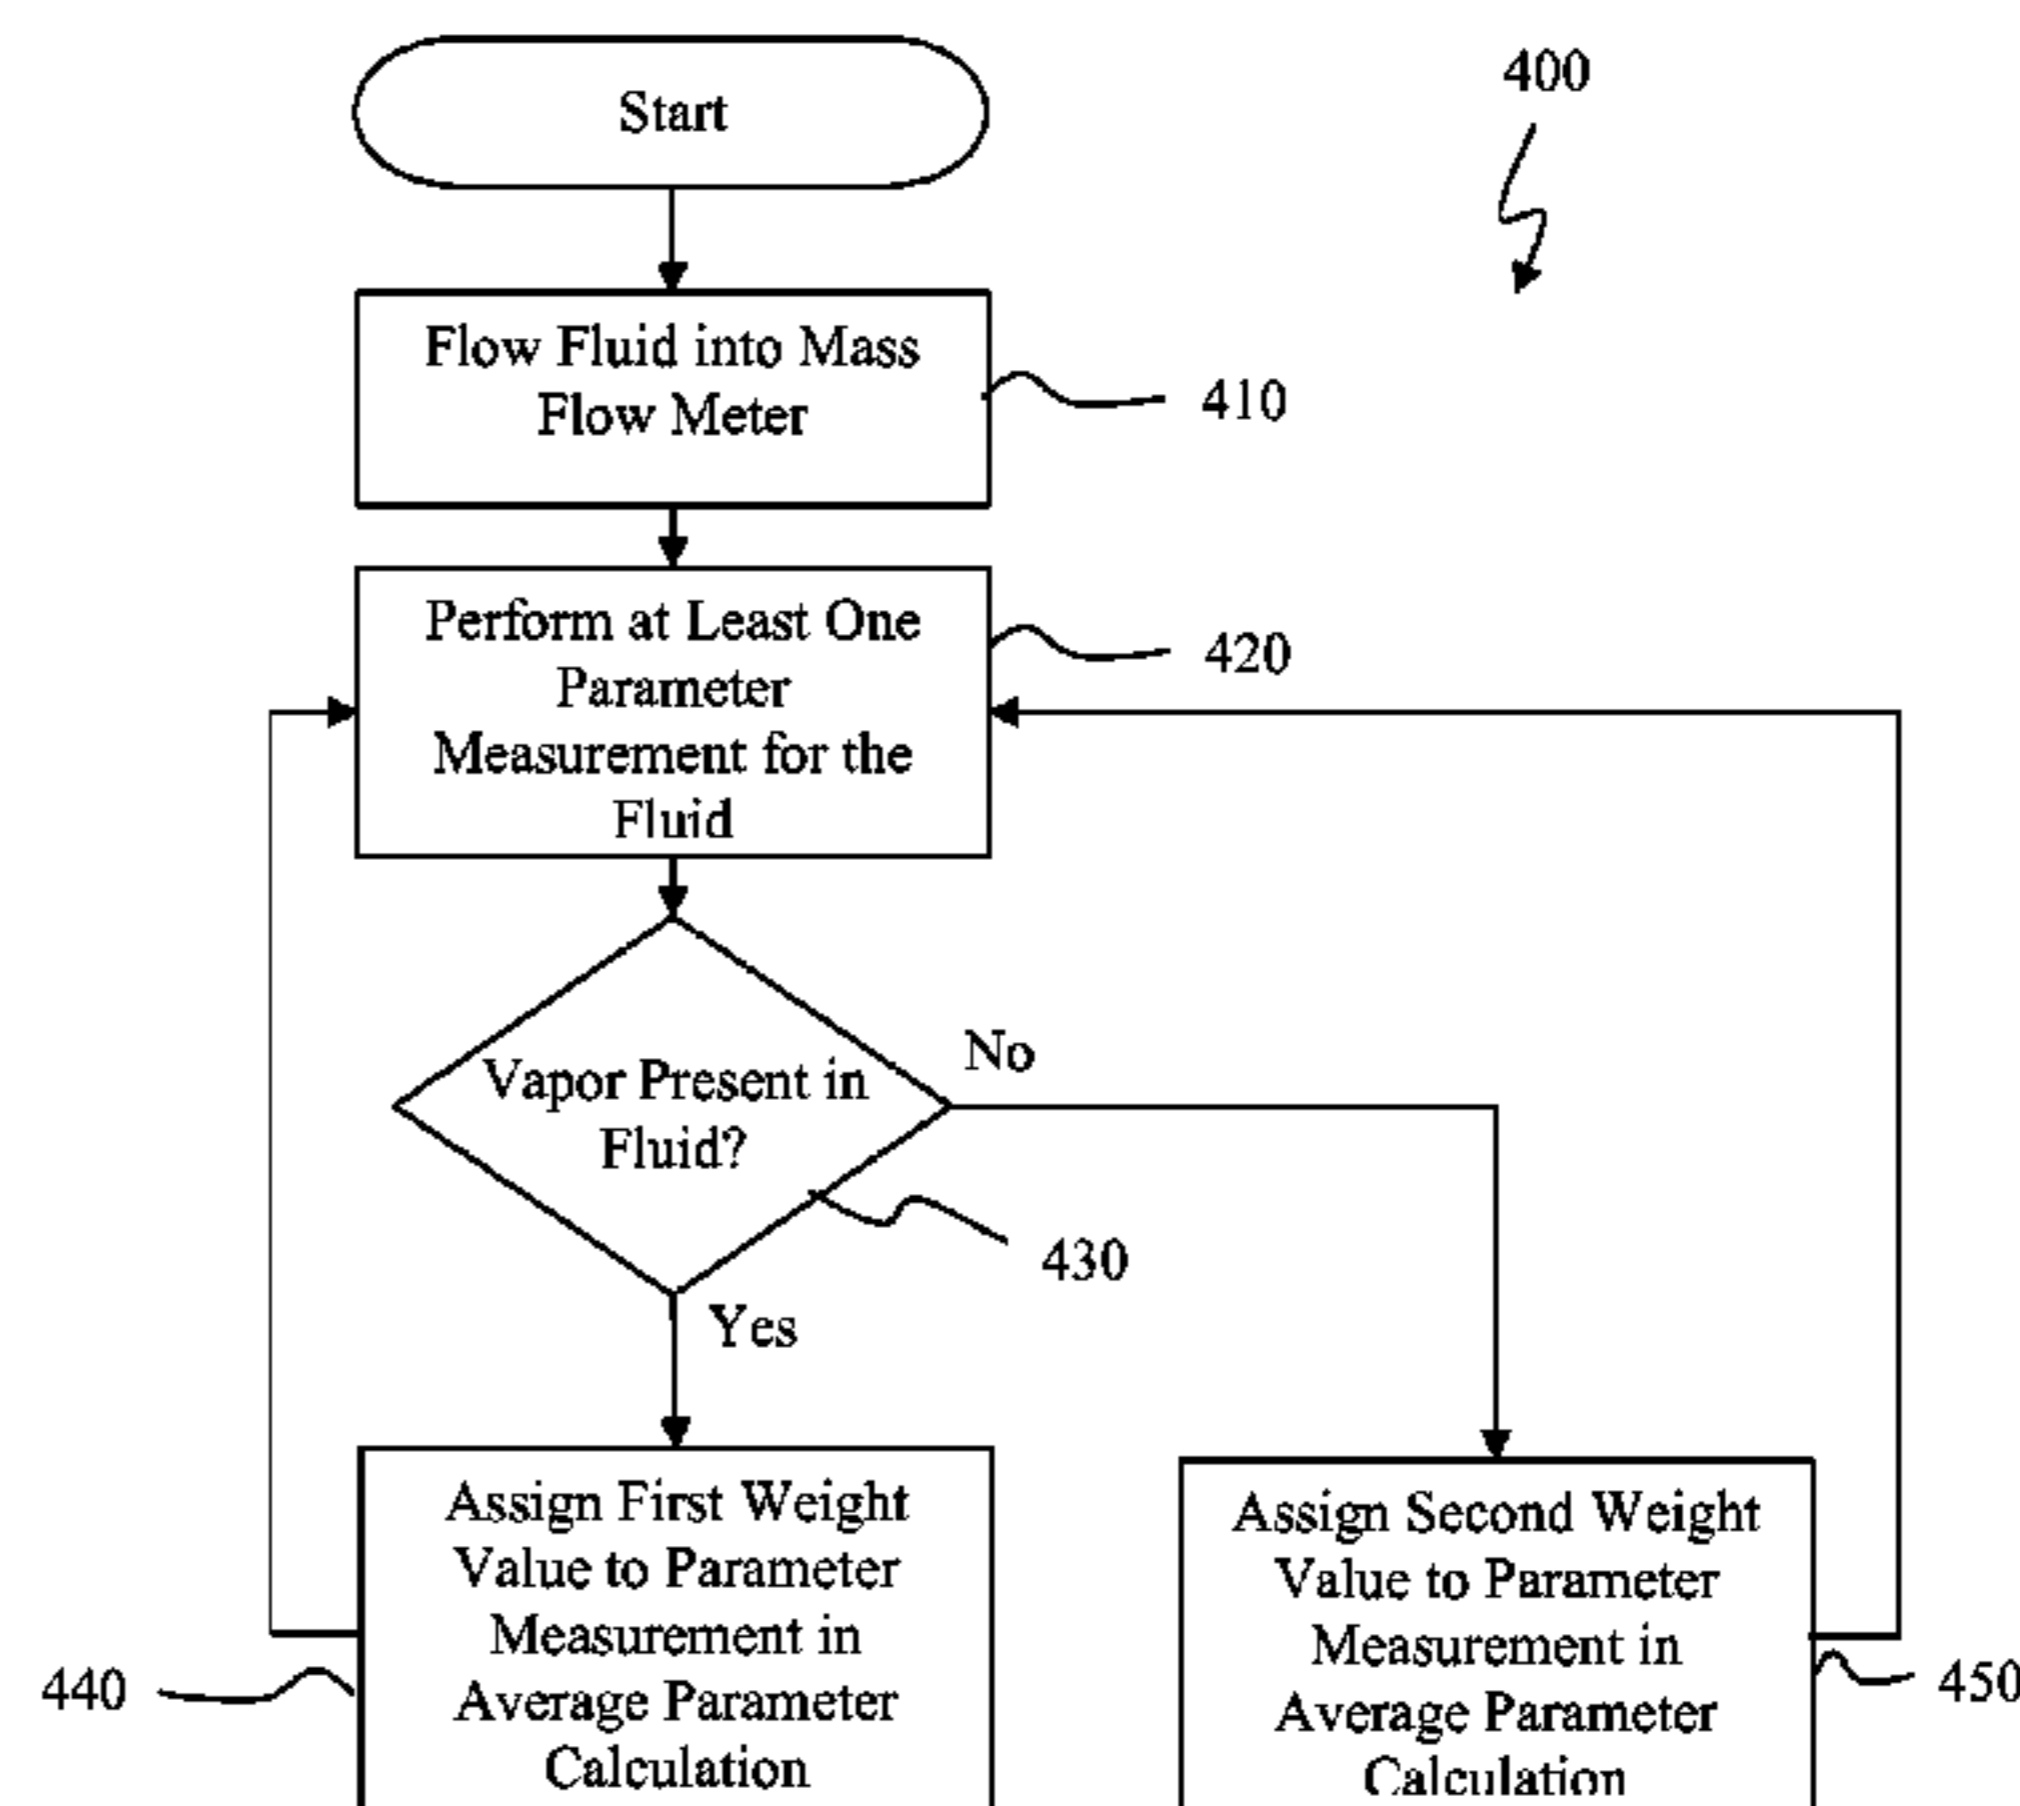 Start
400
Flow Fluid into Mass
Flow Meter
410
Perform at Least One
Parameter
Measurement for the
Fluid
420
Vapor Present in
Fluid?
No
430
Yes
Assign First Weight
Value to Parameter
Measurement in
Average Parameter
Calculation
440
Assign Second Weight
Value to Parameter
Measurement in
Average Parameter
Calculation
450